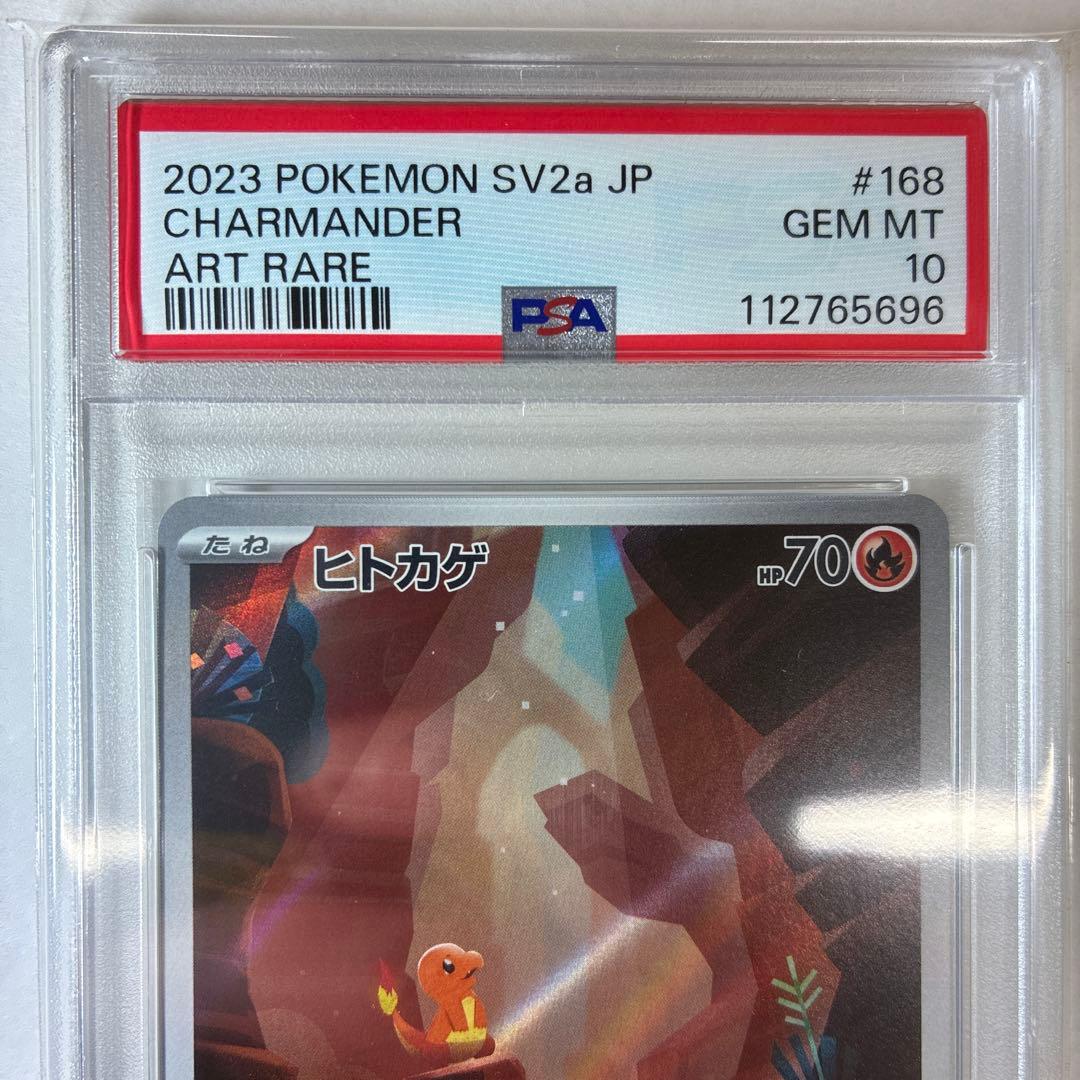 2023 POKEMON SV2a JP #168
CHARMANDER GEM MT
ART RARE 10
PSA 112765696
たね ヒトカゲ HP70